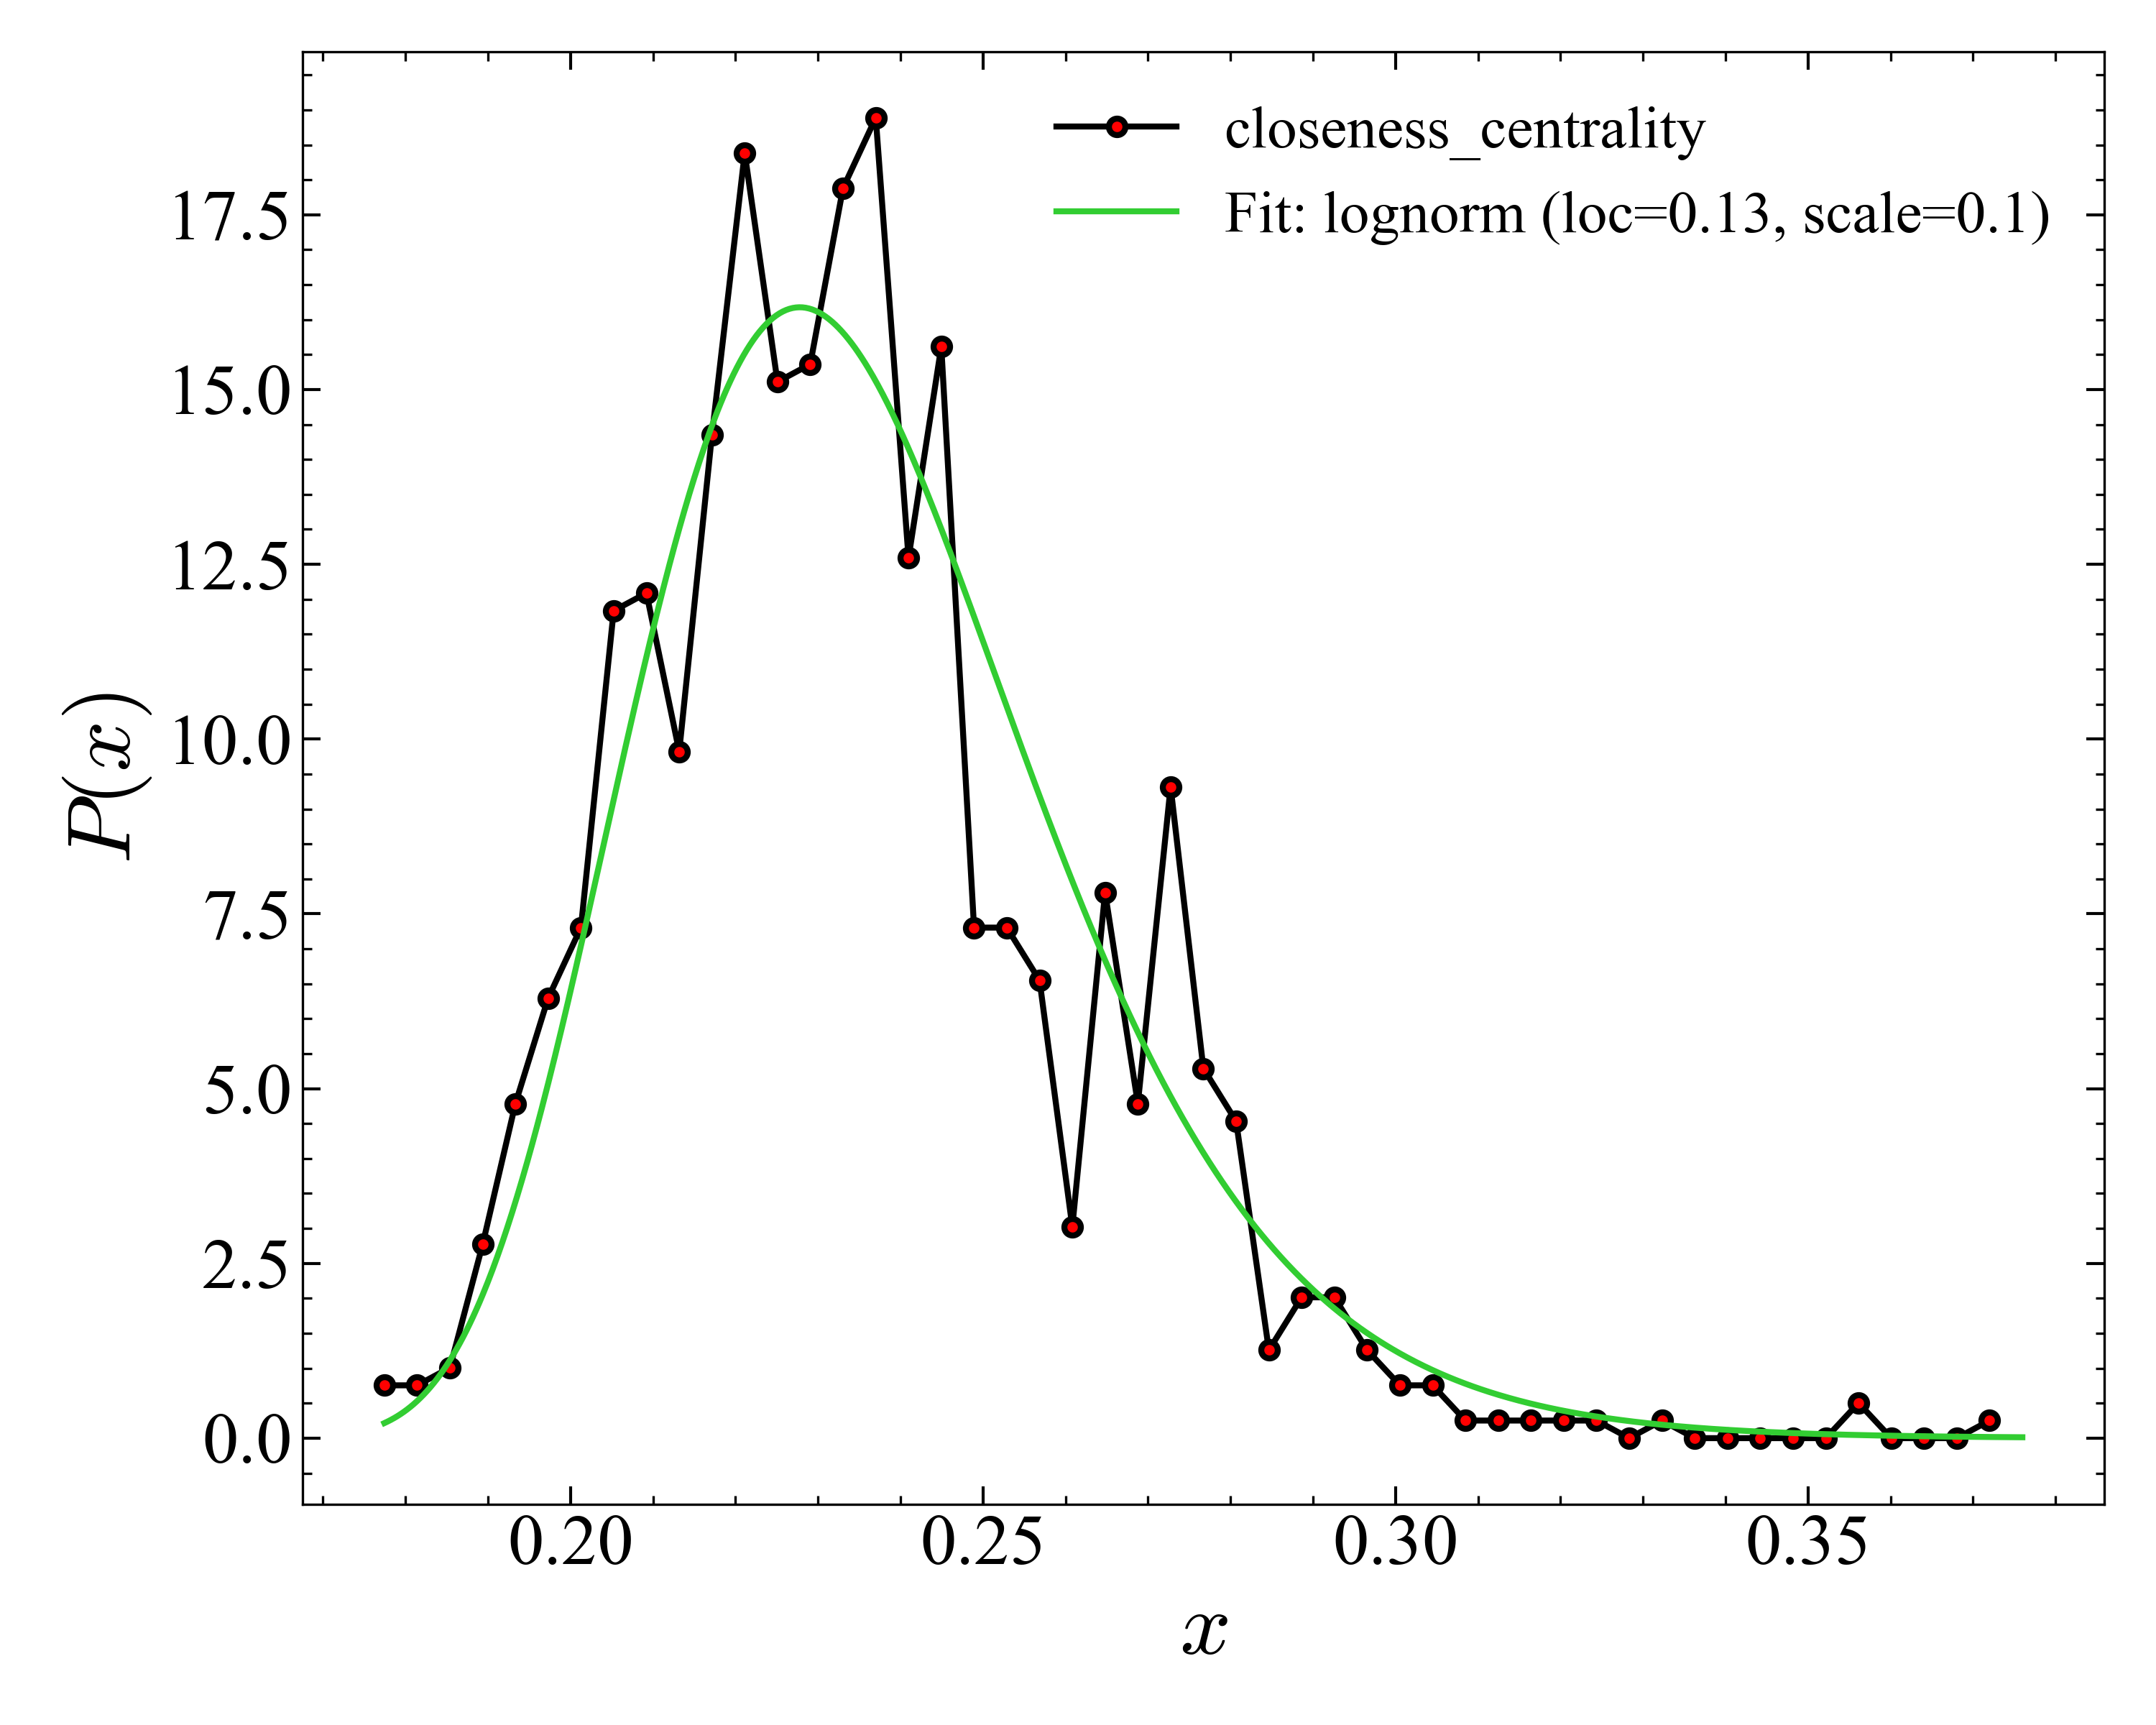 closeness_centrality
Fit: lognorm (loc=0.13, scale=0.1)
P(x)
17.5
15.0
12.5
10.0
7.5
5.0
2.5
0.0
0.20 0.25 0.30 0.35
x